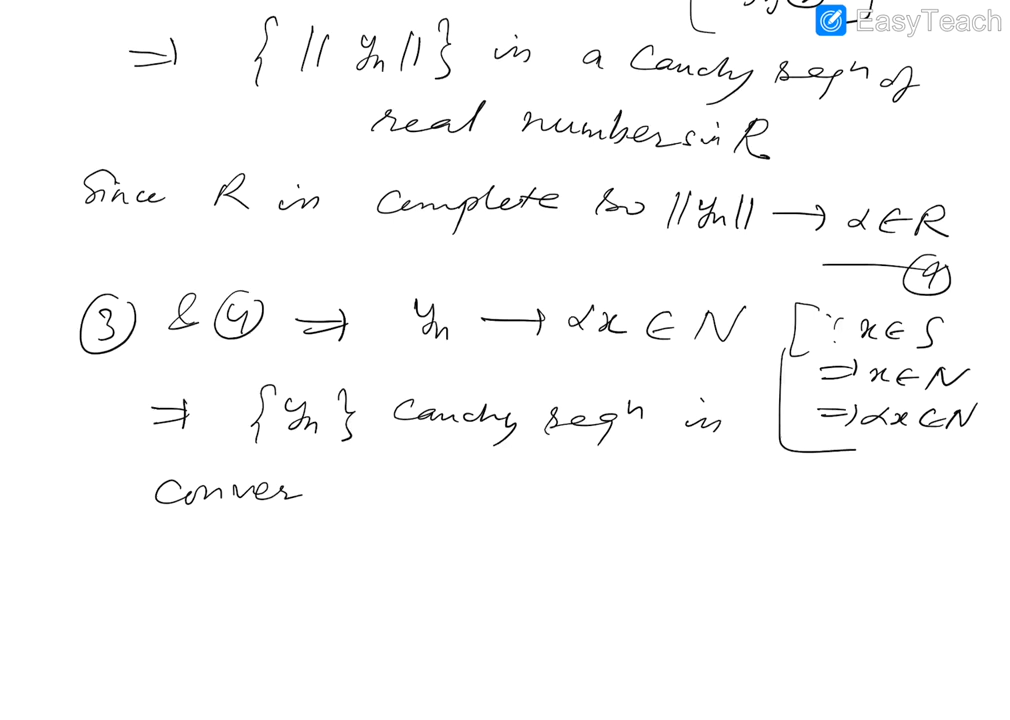 EasyTeach
⇒ { || yn || } is a Cauchy seqn of
real numbers in R
Since R is complete so ||yn|| → α ∈ R
④
③ & ④ ⇒ yn → αx ∈ N [∵ x ∈ S
⇒ x ∈ N
⇒ {yn} Cauchy seqn is ⇒ αx ∈ N
conver